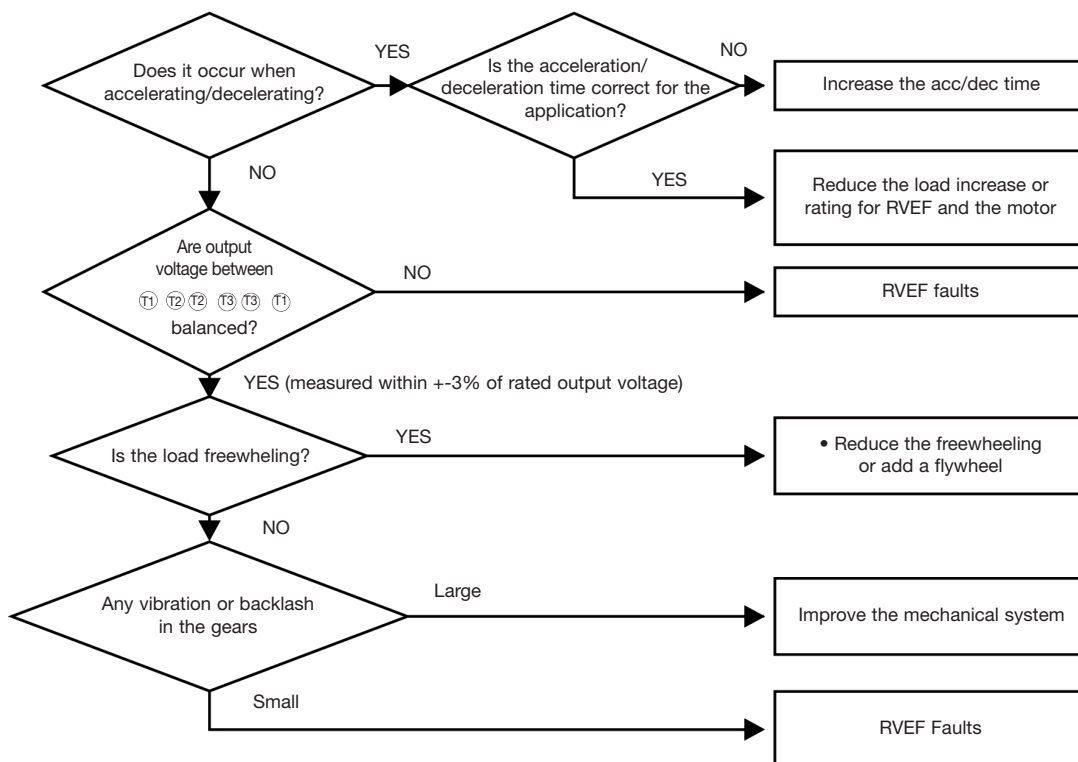 Does it occur when
accelerating/decelerating?
YES
Is the acceleration/
deceleration time correct for the
application?
NO
Increase the acc/dec time
YES
Reduce the load increase or
rating for RVEF and the motor
NO
Are output
voltage between
T1 T2 T2 T3 T3 T1
balanced?
NO
RVEF faults
YES (measured within +-3% of rated output voltage)
Is the load freewheling?
YES
• Reduce the freewheeling
or add a flywheel
NO
Any vibration or backlash
in the gears
Large
Improve the mechanical system
Small
RVEF Faults